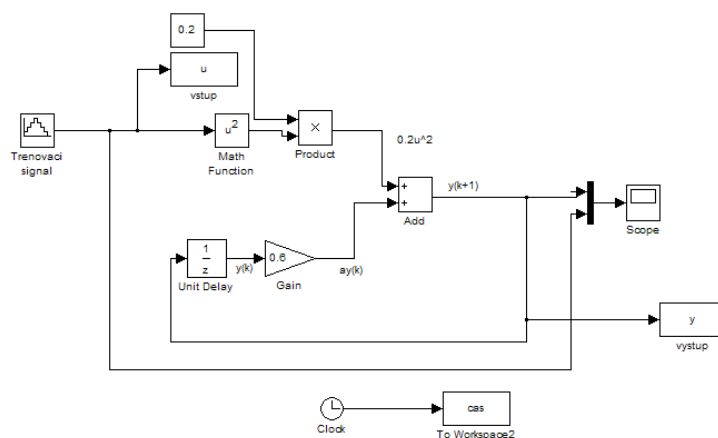 0.2
u
vstup
Trenovaci
signal
u^2
Math
Function
×
Product
0.2u^2
+
+
Add
y(k+1)
Scope
1
z
Unit Delay
y(k)
0.6
Gain
ay(k)
y
vystup
Clock
cas
To Workspace2